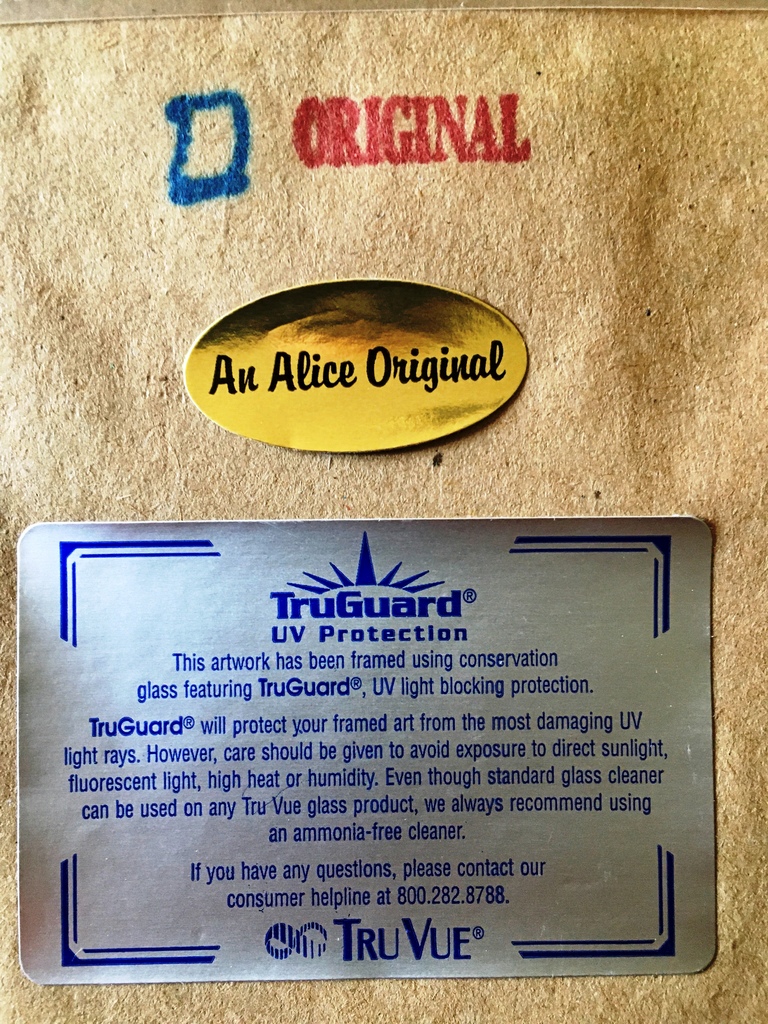 ORIGINAL
An Alice Original
TruGuard®
UV Protection
This artwork has been framed using conservation
glass featuring TruGuard®, UV light blocking protection.
TruGuard® will protect your framed art from the most damaging UV
light rays. However, care should be given to avoid exposure to direct sunlight,
fluorescent light, high heat or humidity. Even though standard glass cleaner
can be used on any Tru Vue glass product, we always recommend using
an ammonia-free cleaner.
If you have any questions, please contact our
consumer helpline at 800.282.8788.
TRU VUE®